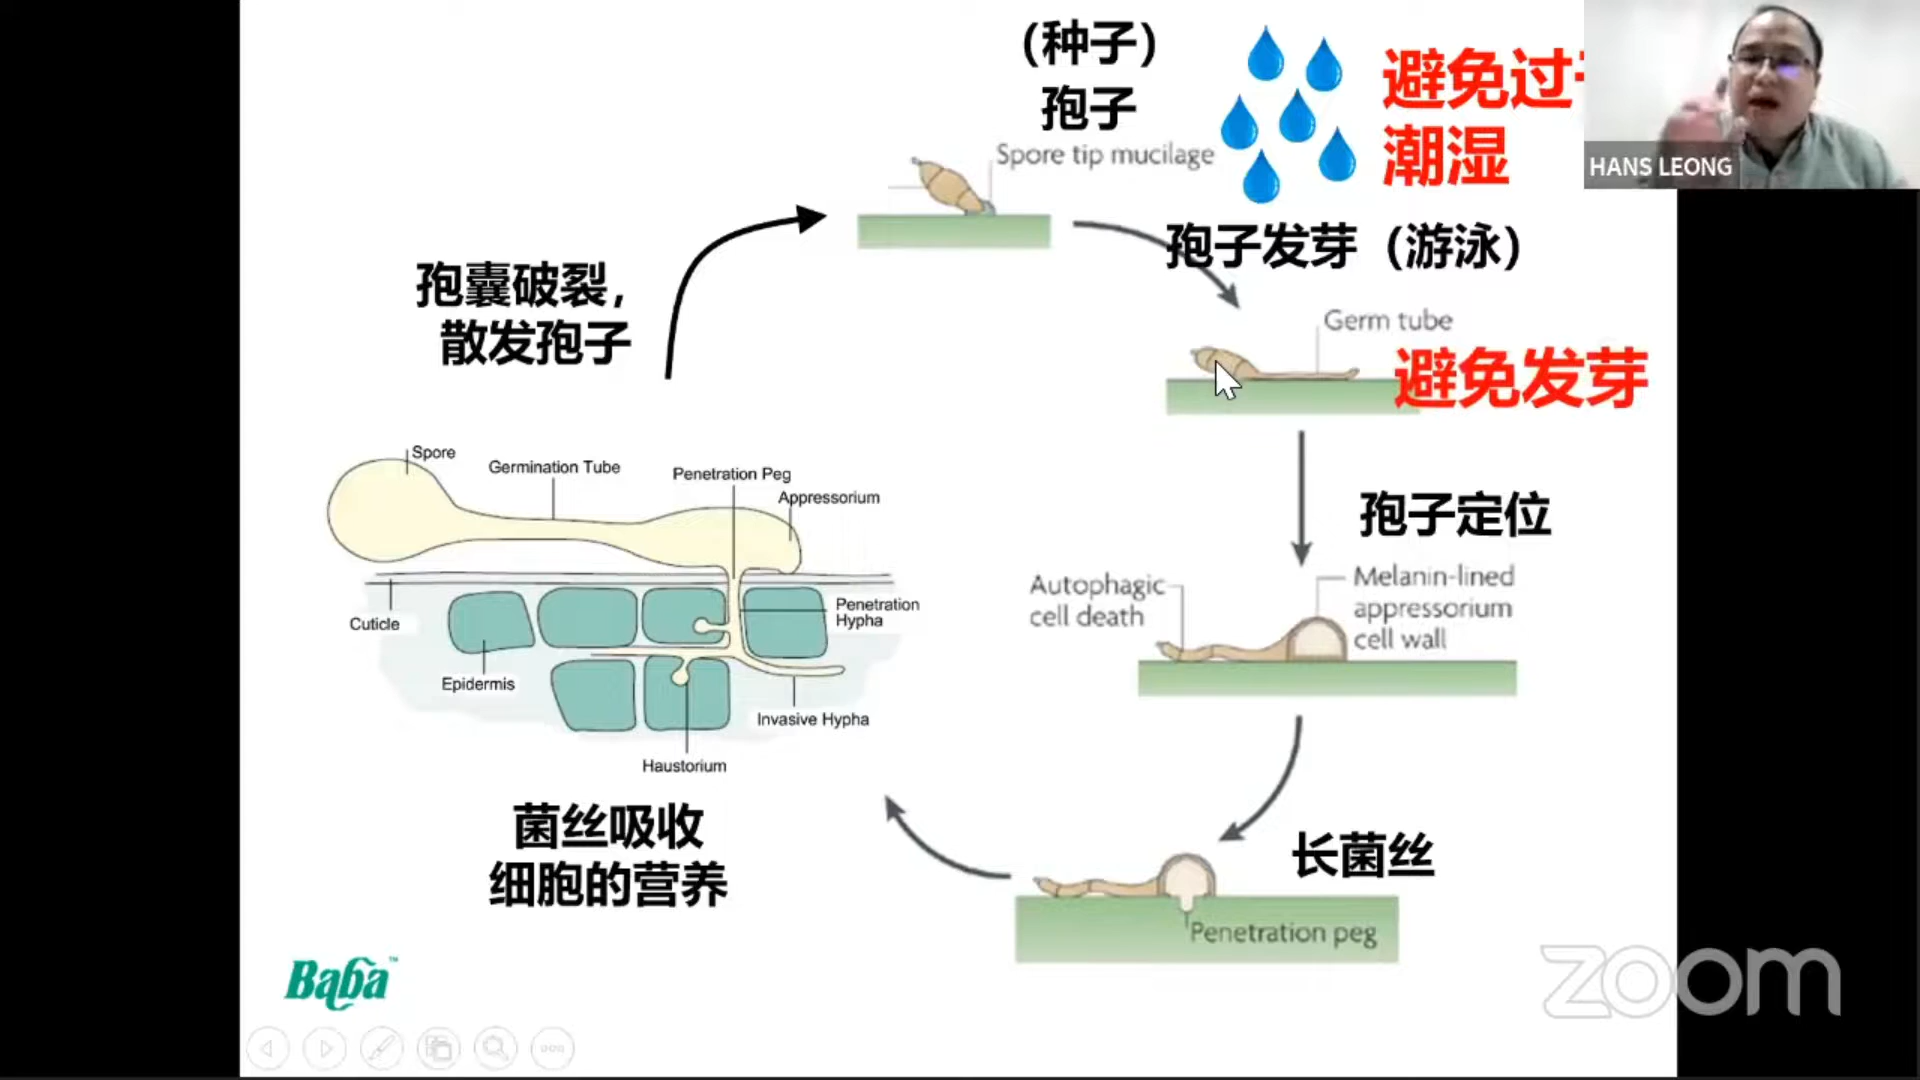 (种子)
孢子
避免过
潮湿
HANS LEONG
Spore tip mucilage
孢子发芽（游泳）
孢囊破裂，
散发孢子
Germ tube
避免发芽
Spore
Germination Tube
Penetration Peg
Appressorium
孢子定位
Autophagic
cell death
Melanin-lined
appressorium
cell wall
Cuticle
Penetration
Hypha
Epidermis
Invasive Hypha
Haustorium
菌丝吸收
细胞的营养
长菌丝
Penetration peg
Baba™
zoom